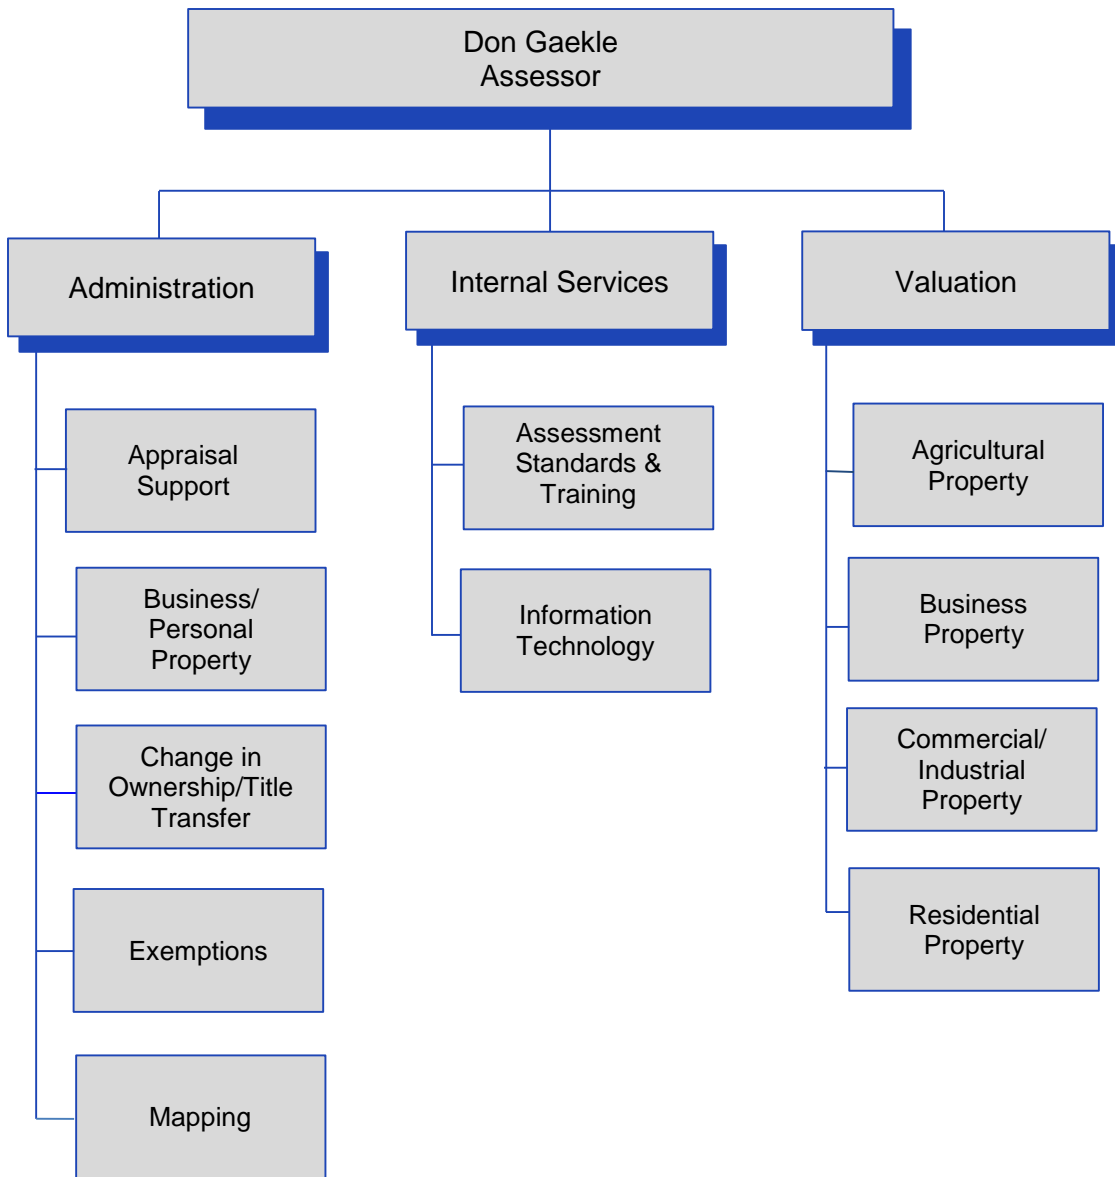 Don Gaekle
Assessor
Administration
Appraisal
Support
Business/
Personal
Property
Change in
Ownership/Title
Transfer
Exemptions
Mapping
Internal Services
Assessment
Standards &
Training
Information
Technology
Valuation
Agricultural
Property
Business
Property
Commercial/
Industrial
Property
Residential
Property